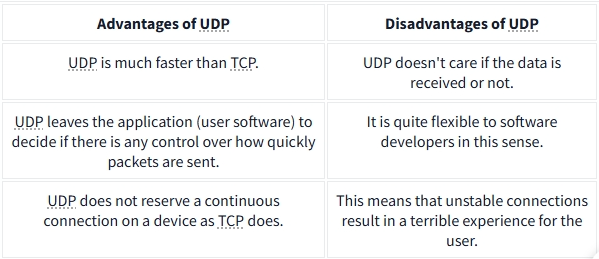 Advantages of UDP
Disadvantages of UDP
UDP is much faster than TCP.
UDP doesn't care if the data is
received or not.
UDP leaves the application (user software) to
decide if there is any control over how quickly
packets are sent.
It is quite flexible to software
developers in this sense.
UDP does not reserve a continuous
connection on a device as TCP does.
This means that unstable connections
result in a terrible experience for the
user.